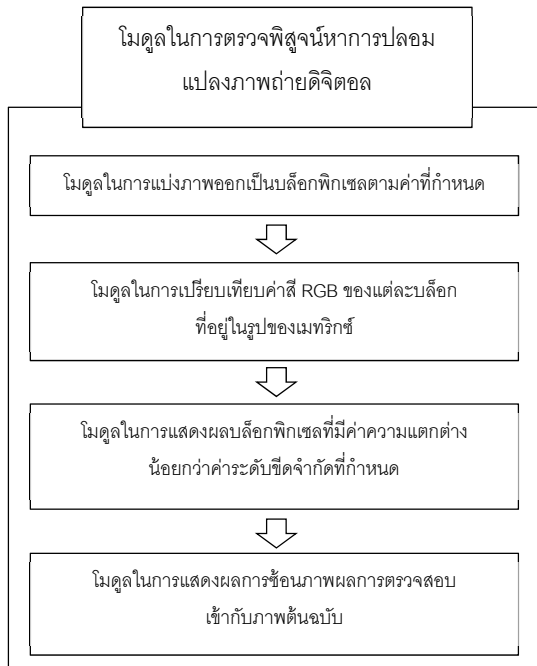 โมดูลในการตรวจพิสูจน์หาการปลอม
แปลงภาพถ่ายดิจิตอล
โมดูลในการแบ่งภาพออกเป็นบล็อกพิกเซลตามค่าที่กำหนด
โมดูลในการเปรียบเทียบค่าสี RGB ของแต่ละบล็อก
ที่อยู่ในรูปของเมทริกซ์
โมดูลในการแสดงผลบล็อกพิกเซลที่มีค่าความแตกต่าง
น้อยกว่าค่าระดับขีดจำกัดที่กำหนด
โมดูลในการแสดงผลการซ้อนภาพผลการตรวจสอบ
เข้ากับภาพต้นฉบับ